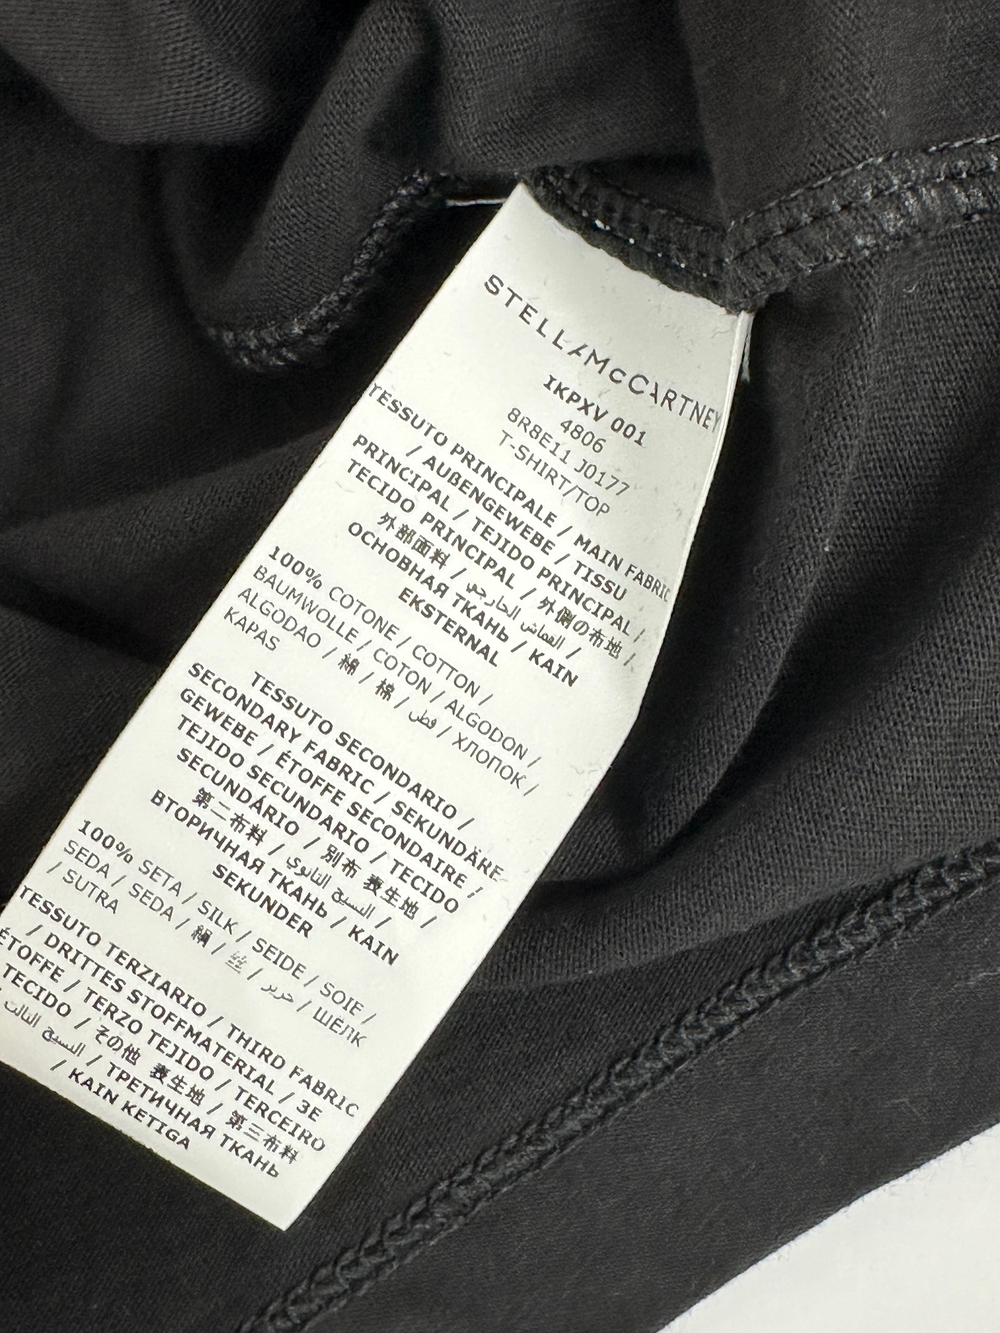 STELLA McCARTNEY
IKPXV 001
4806
8R8E11 J0177
T-SHIRT/TOP
TESSUTO PRINCIPALE / MAIN FABRIC
/ AUßENGEWEBE / TISSU
PRINCIPAL / TEJIDO PRINCIPAL /
TECIDO PRINCIPAL / 外側の布地 /
外部面料 / القماش الخارجي /
ОСНОВНАЯ ТКАНЬ / KAIN
EKSTERNAL
100% COTONE / COTTON /
BAUMWOLLE / COTON / ALGODON /
ALGODAO / 綿 / 棉 / قطن / ХЛОПОК /
KAPAS
TESSUTO SECONDARIO /
SECONDARY FABRIC / SEKUNDÄRE
GEWEBE / ÉTOFFE SECONDAIRE /
TEJIDO SECUNDARIO / TECIDO
SECUNDÁRIO / 別布 表生地 /
第二布料 / النسيج الثانوي /
ВТОРИЧНАЯ ТКАНЬ / KAIN
SEKUNDER
100% SETA / SILK / SEIDE / SOIE /
SEDA / SEDA / 絹 / 丝 / حرير / ШЁЛК
/ SUTRA
TESSUTO TERZIARIO / THIRD FABRIC
/ DRITTES STOFFMATERIAL / 3E
ÉTOFFE / TERZO TEJIDO / TERCEIRO
TECIDO / その他 表生地 / 第三布料
النسيج الثالث / ТРЕТИЧНАЯ ТКАНЬ
/ KAIN KETIGA